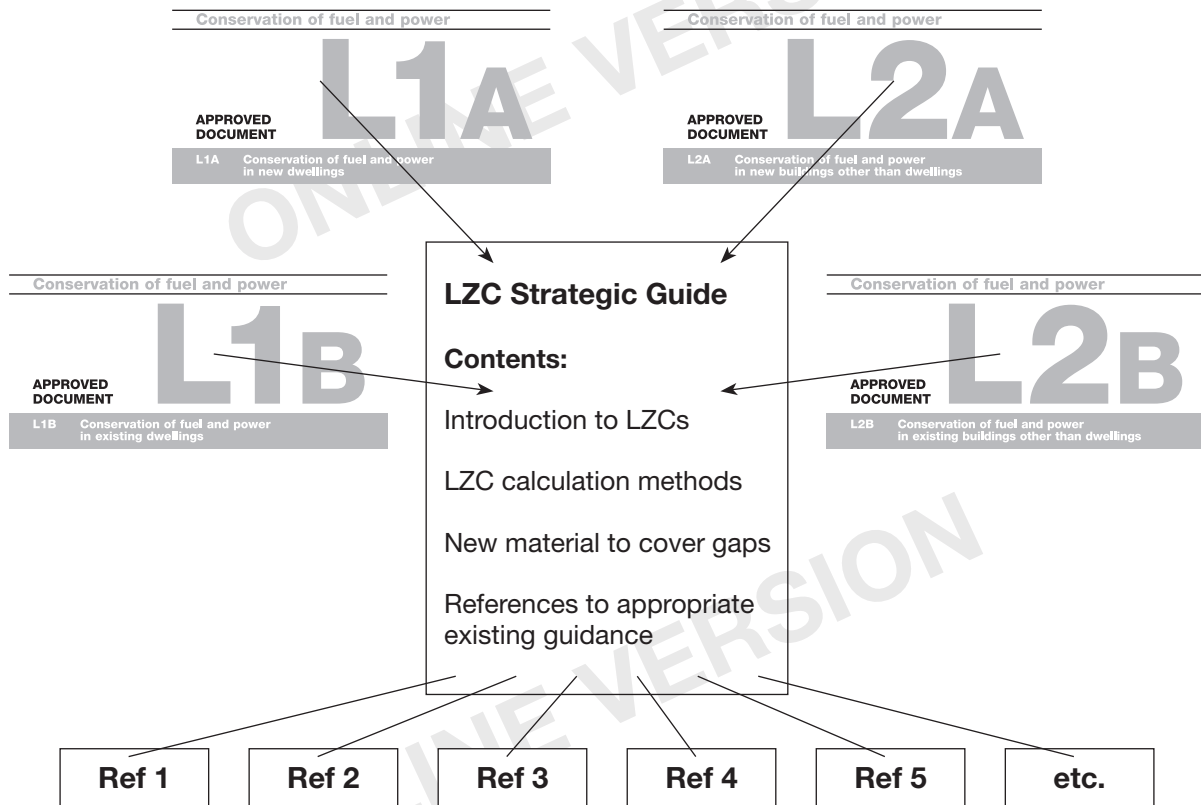 Conservation of fuel and power
L1A
APPROVED
DOCUMENT
L1A Conservation of fuel and power
in new dwellings
Conservation of fuel and power
L2A
APPROVED
DOCUMENT
L2A Conservation of fuel and power
in new buildings other than dwellings
Conservation of fuel and power
L1B
APPROVED
DOCUMENT
L1B Conservation of fuel and power
in existing dwellings
LZC Strategic Guide
Contents:
Introduction to LZCs
LZC calculation methods
New material to cover gaps
References to appropriate
existing guidance
Conservation of fuel and power
L2B
APPROVED
DOCUMENT
L2B Conservation of fuel and power
in existing buildings other than dwellings
Ref 1
Ref 2
Ref 3
Ref 4
Ref 5
etc.
ONLINE VERSION
ONLINE VERSION